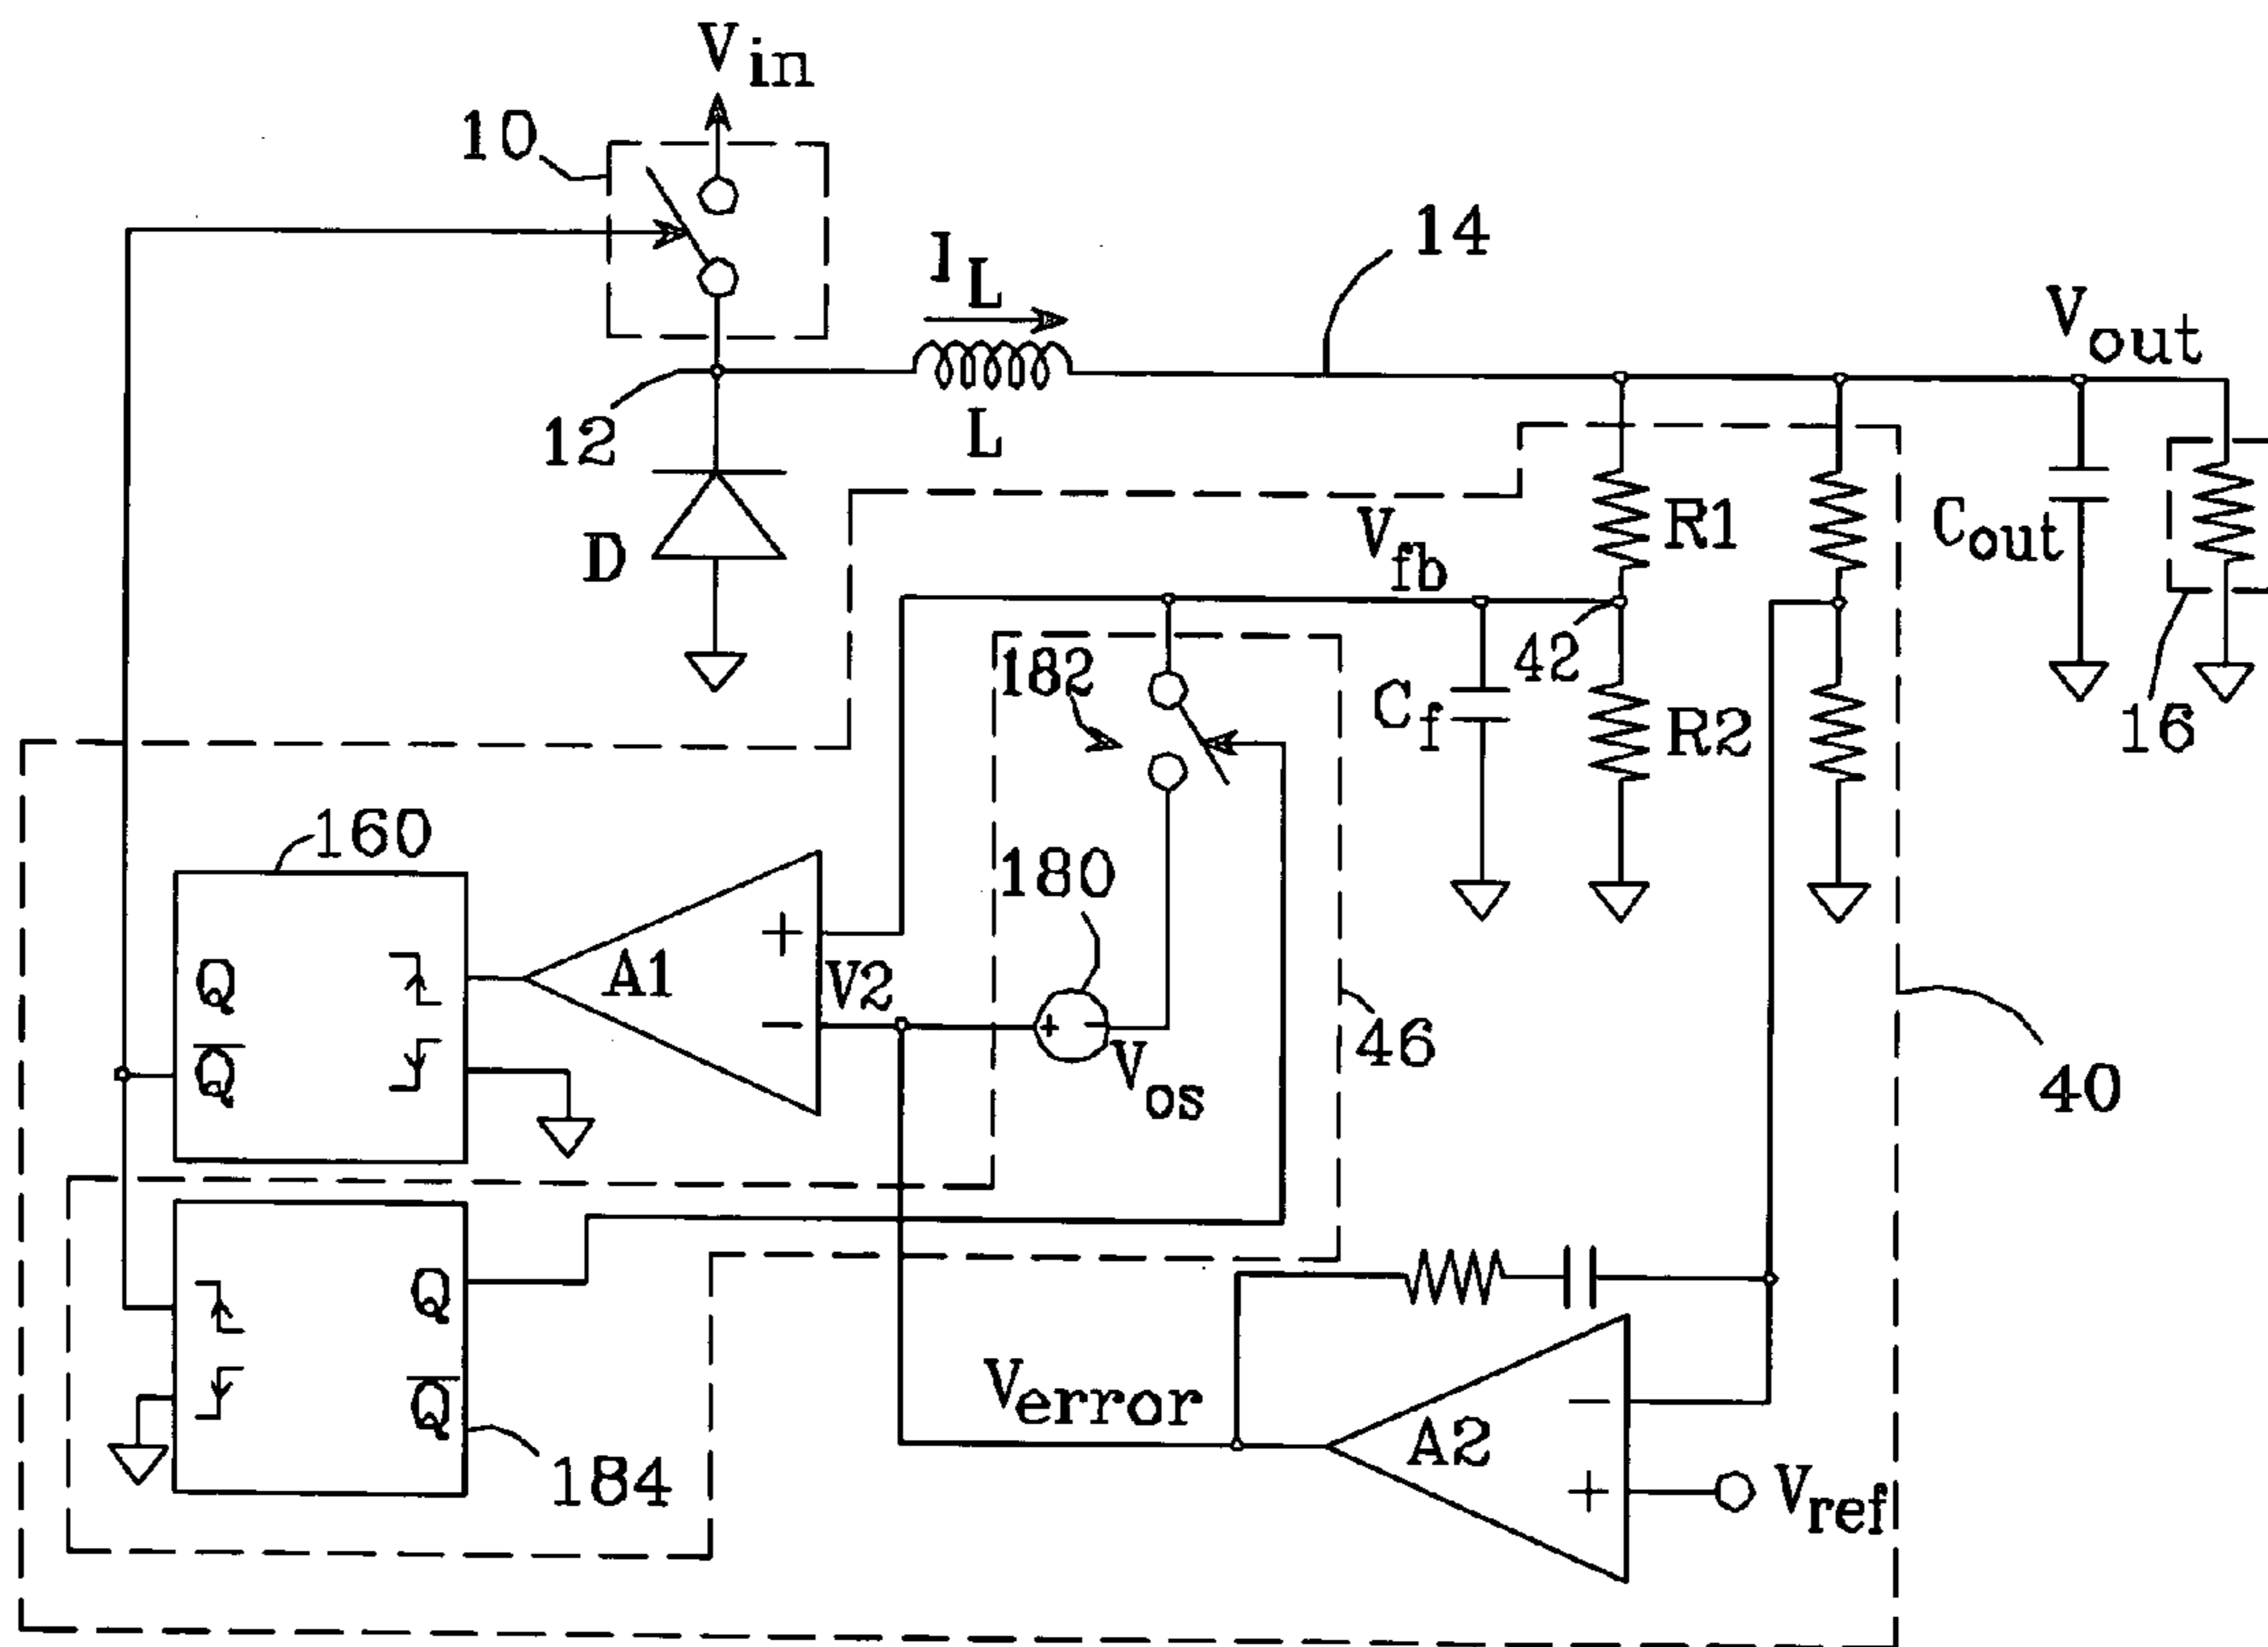 Vin
10
IL
14
Vout
12
L
D
Vfb
R1
Cout
182
42
Cf
R2
16
160
180
+
Q
A1
V2
−
+ −
Q̅
Vos
46
40
Q
Q̅
184
Verror
−
A2
+
Vref